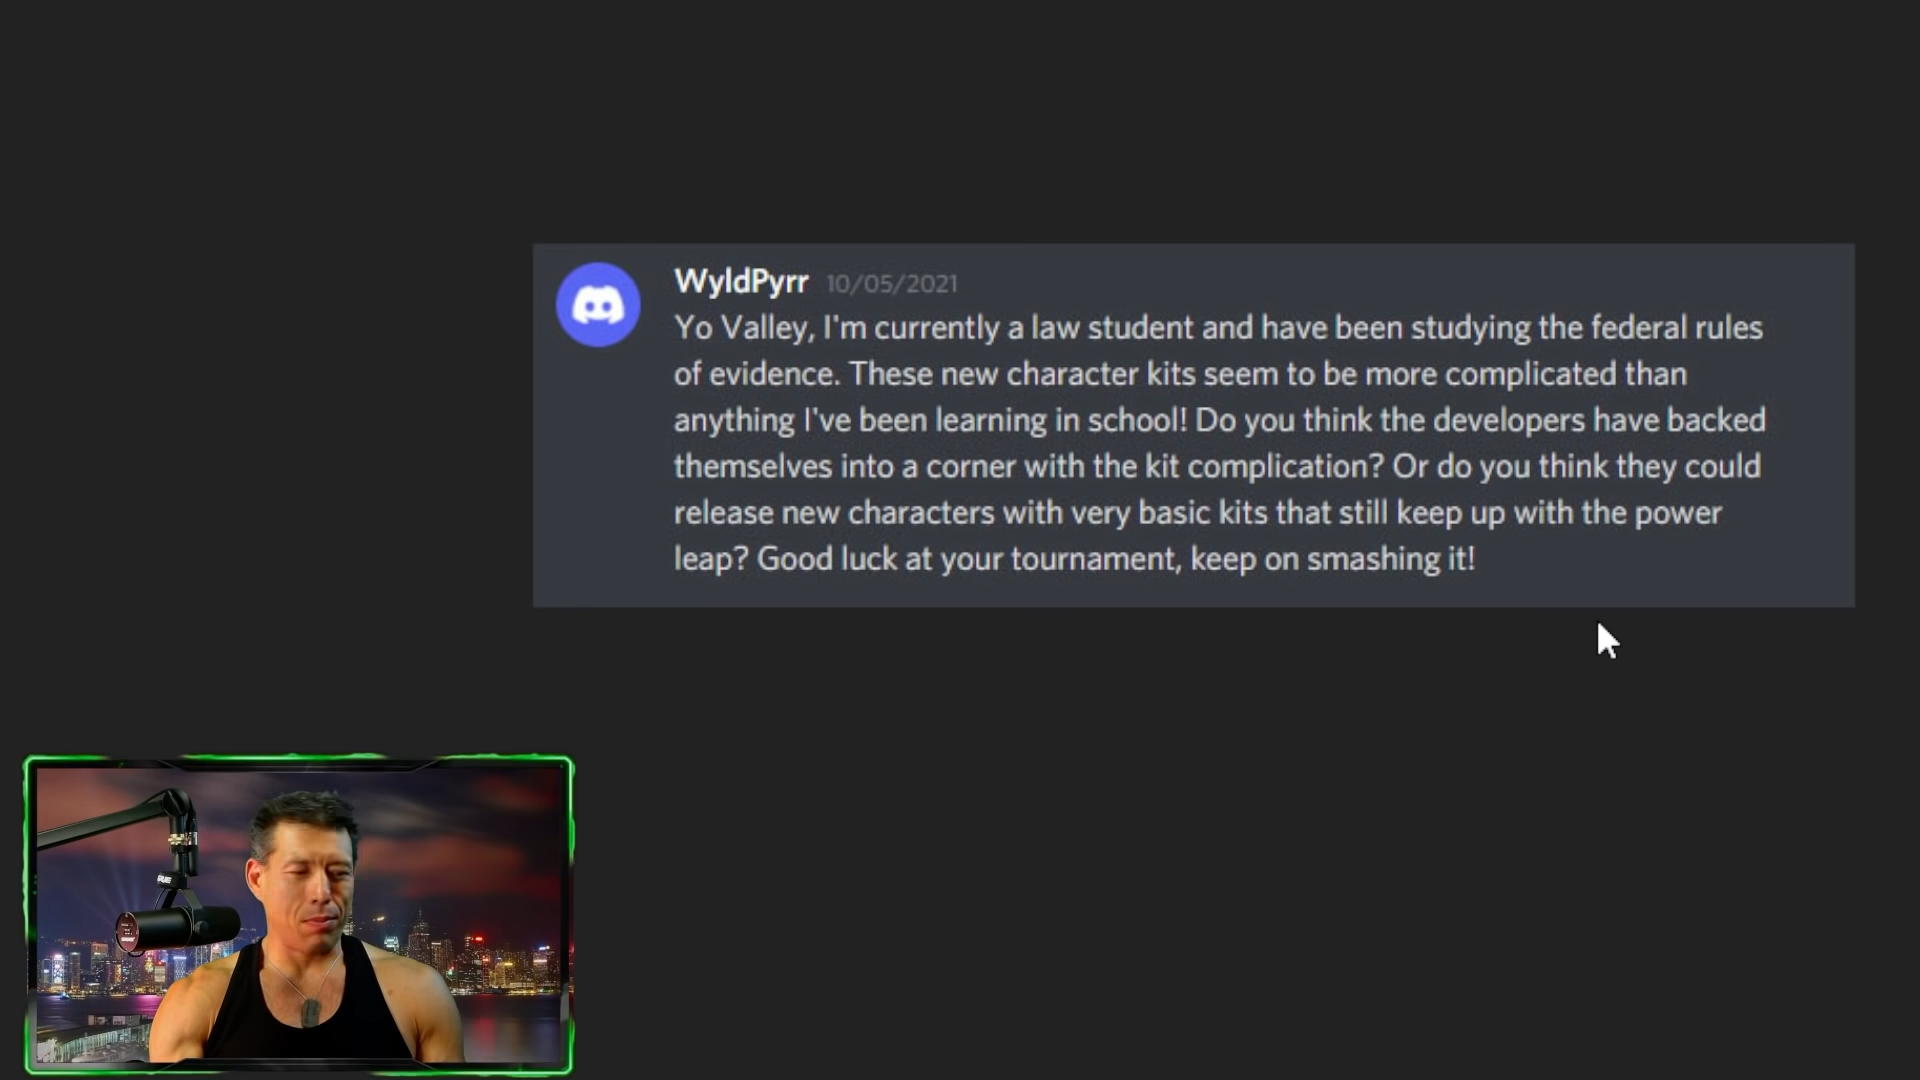 WyldPyrr 10/05/2021
Yo Valley, I'm currently a law student and have been studying the federal rules
of evidence. These new character kits seem to be more complicated than
anything I've been learning in school! Do you think the developers have backed
themselves into a corner with the kit complication? Or do you think they could
release new characters with very basic kits that still keep up with the power
leap? Good luck at your tournament, keep on smashing it!